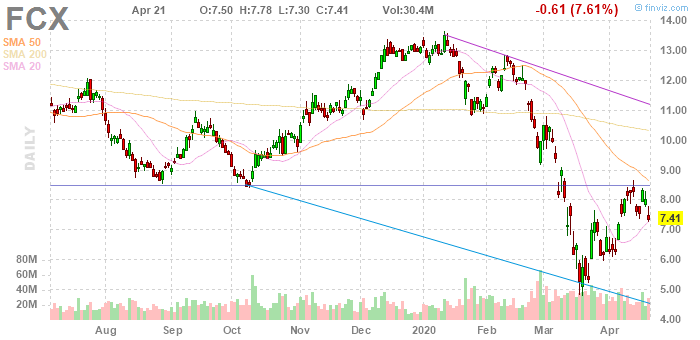 FCX Apr 21 O:7.50 H:7.78 L:7.30 C:7.41 Vol:30.4M -0.61 (7.61%) © finviz.com
SMA 50
SMA 200
SMA 20
DAILY
14.00
13.00
12.00
11.00
10.00
9.00
8.00
7.41
6.00
5.00
4.00
80M
60M
40M
20M
Aug Sep Oct Nov Dec 2020 Feb Mar Apr